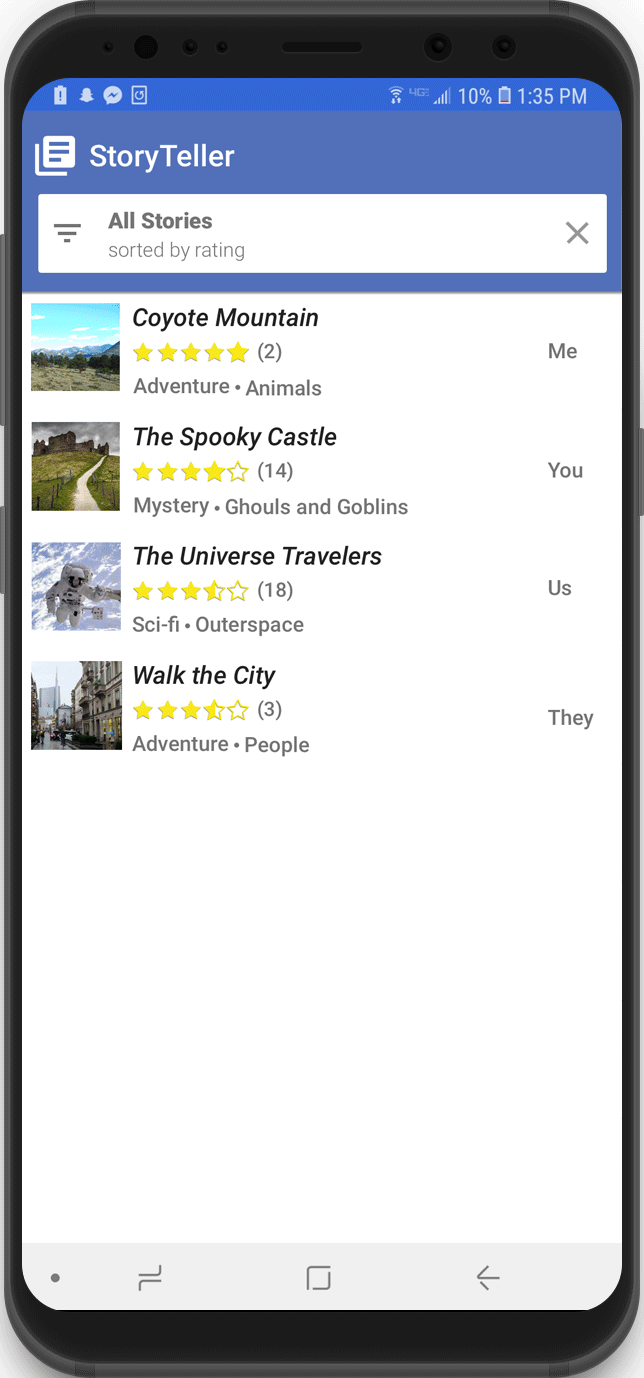 4G 10% 1:35 PM
StoryTeller
All Stories
sorted by rating
Coyote Mountain
(2)
Me
Adventure • Animals
The Spooky Castle
(14)
You
Mystery • Ghouls and Goblins
The Universe Travelers
(18)
Us
Sci-fi • Outerspace
Walk the City
(3)
They
Adventure • People